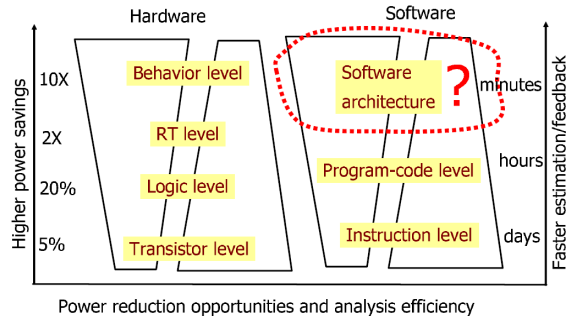 Hardware
Software
Higher power savings
10X
2X
20%
5%
Behavior level
RT level
Logic level
Transistor level
Software
architecture
?
Program-code level
Instruction level
minutes
hours
days
Faster estimation/feedback
Power reduction opportunities and analysis efficiency